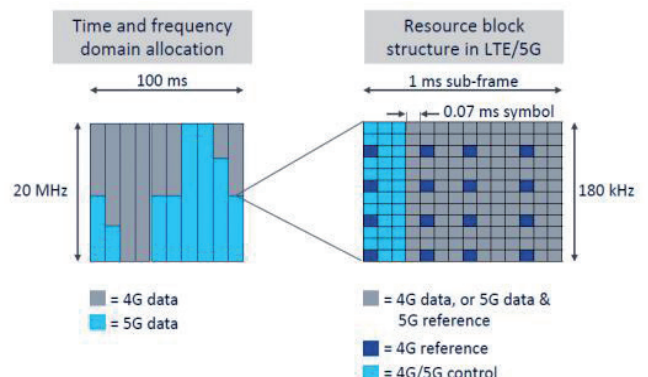 Time and frequency
domain allocation
100 ms
20 MHz
= 4G data
= 5G data
Resource block
structure in LTE/5G
1 ms sub-frame
0.07 ms symbol
180 kHz
= 4G data, or 5G data &
5G reference
= 4G reference
= 4G/5G control